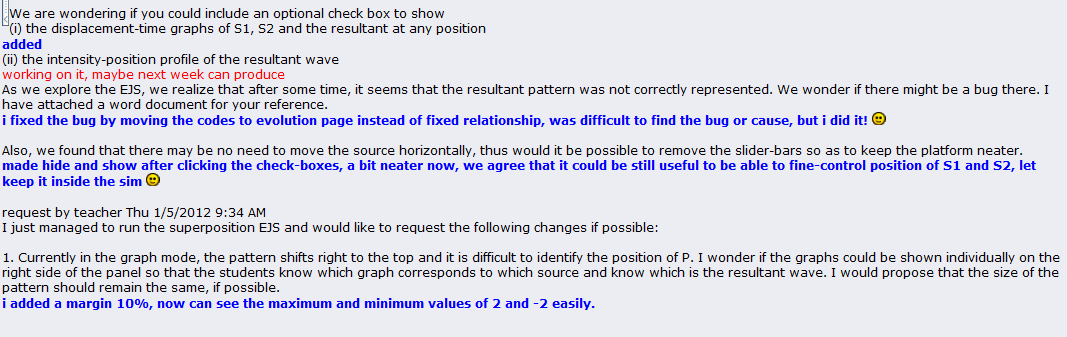 We are wondering if you could include an optional check box to show
(i) the displacement-time graphs of S1, S2 and the resultant at any position
added
(ii) the intensity-position profile of the resultant wave
working on it, maybe next week can produce
As we explore the EJS, we realize that after some time, it seems that the resultant pattern was not correctly represented. We wonder if there might be a bug there. I
have attached a word document for your reference.
i fixed the bug by moving the codes to evolution page instead of fixed relationship, was difficult to find the bug or cause, but i did it!
Also, we found that there may be no need to move the source horizontally, thus would it be possible to remove the slider-bars so as to keep the platform neater.
made hide and show after clicking the check-boxes, a bit neater now, we agree that it could be still useful to be able to fine-control position of S1 and S2, let
keep it inside the sim
request by teacher Thu 1/5/2012 9:34 AM
I just managed to run the superposition EJS and would like to request the following changes if possible:
1. Currently in the graph mode, the pattern shifts right to the top and it is difficult to identify the position of P. I wonder if the graphs could be shown individually on the
right side of the panel so that the students know which graph corresponds to which source and know which is the resultant wave. I would propose that the size of the
pattern should remain the same, if possible.
i added a margin 10%, now can see the maximum and minimum values of 2 and -2 easily.